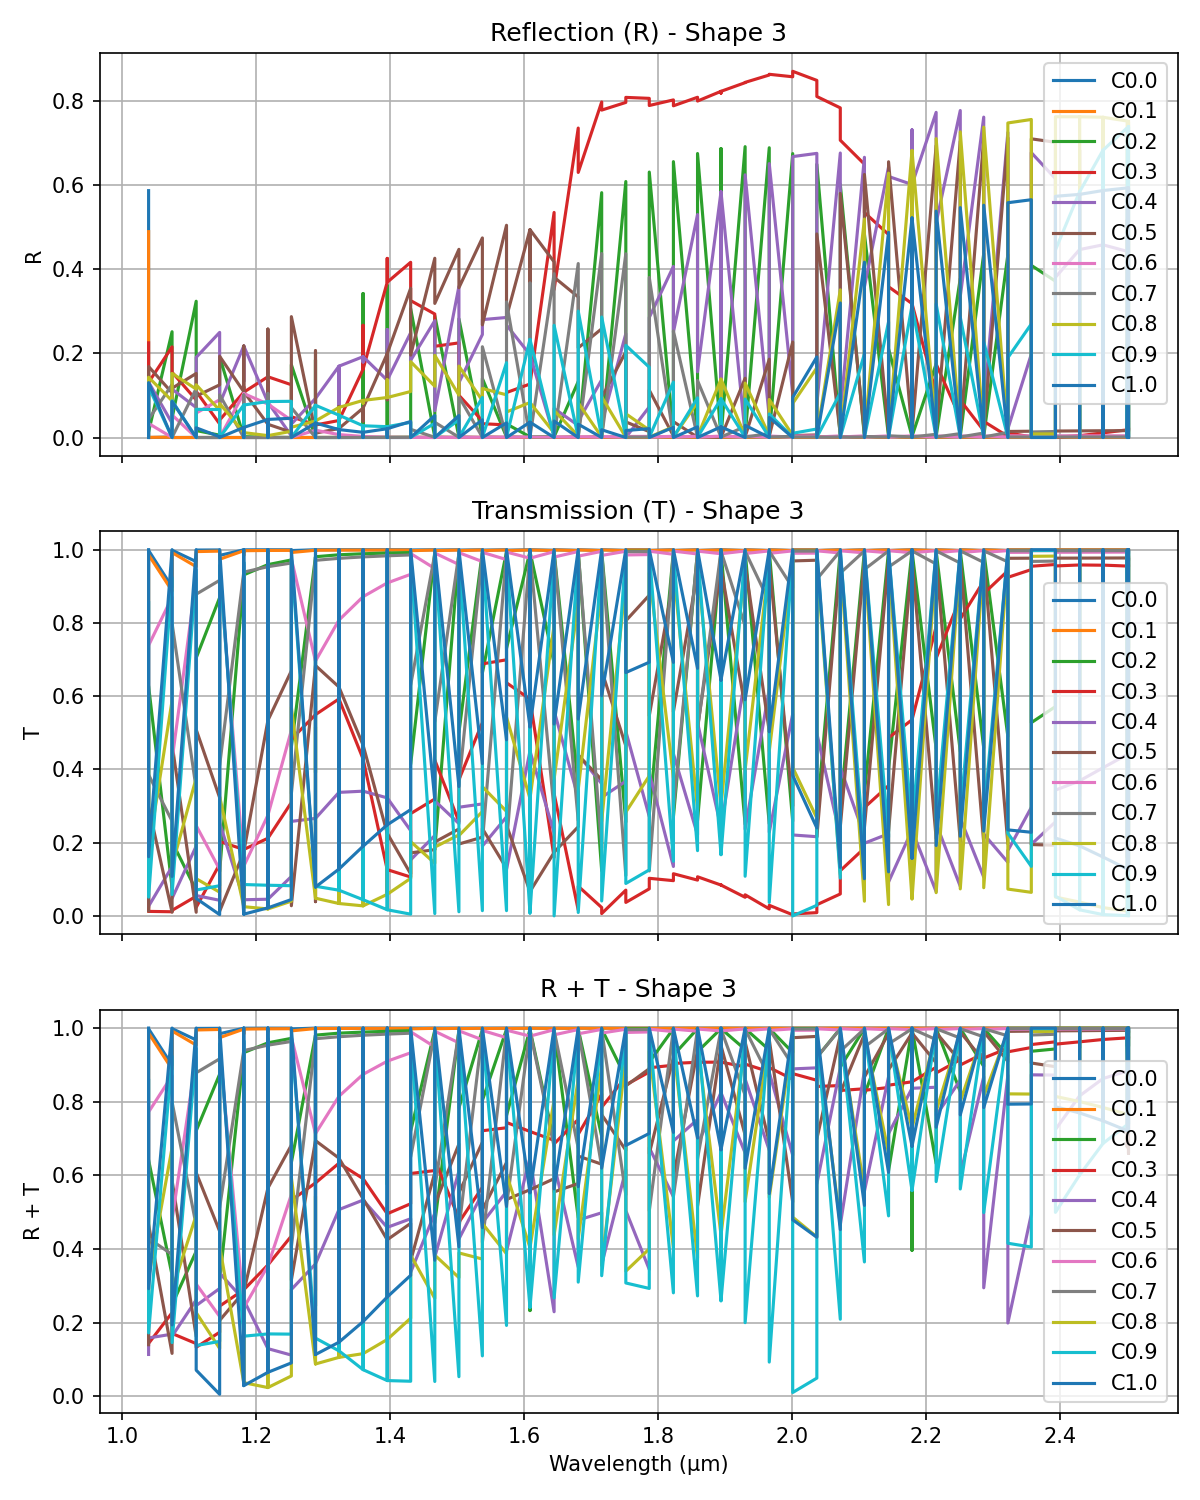 Reflection (R) - Shape 3
R
0.8
0.6
0.4
0.2
0.0
C0.0
C0.1
C0.2
C0.3
C0.4
C0.5
C0.6
C0.7
C0.8
C0.9
C1.0
Transmission (T) - Shape 3
T
1.0
0.8
0.6
0.4
0.2
0.0
C0.0
C0.1
C0.2
C0.3
C0.4
C0.5
C0.6
C0.7
C0.8
C0.9
C1.0
R + T - Shape 3
R + T
1.0
0.8
0.6
0.4
0.2
0.0
C0.0
C0.1
C0.2
C0.3
C0.4
C0.5
C0.6
C0.7
C0.8
C0.9
C1.0
1.0 1.2 1.4 1.6 1.8 2.0 2.2 2.4
Wavelength (μm)